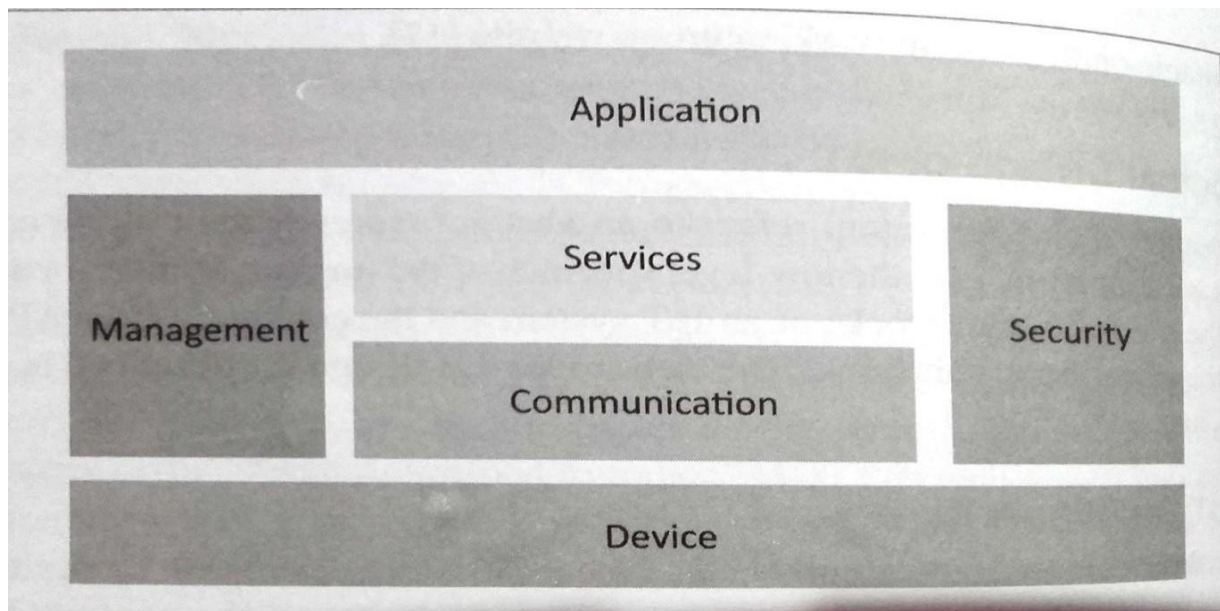 Application
Services
Management
Security
Communication
Device